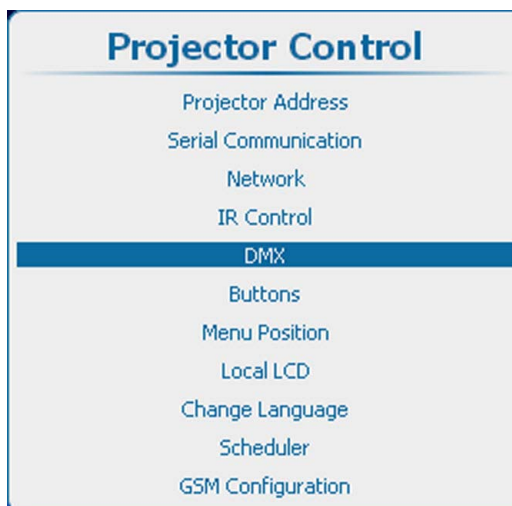 Projector Control
Projector Address
Serial Communication
Network
IR Control
DMX
Buttons
Menu Position
Local LCD
Change Language
Scheduler
GSM Configuration